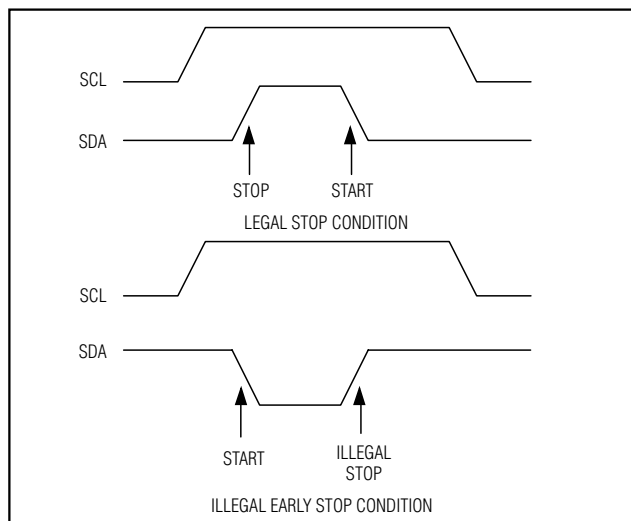 SCL
SDA
STOP START
LEGAL STOP CONDITION
SCL
SDA
START ILLEGAL
STOP
ILLEGAL EARLY STOP CONDITION